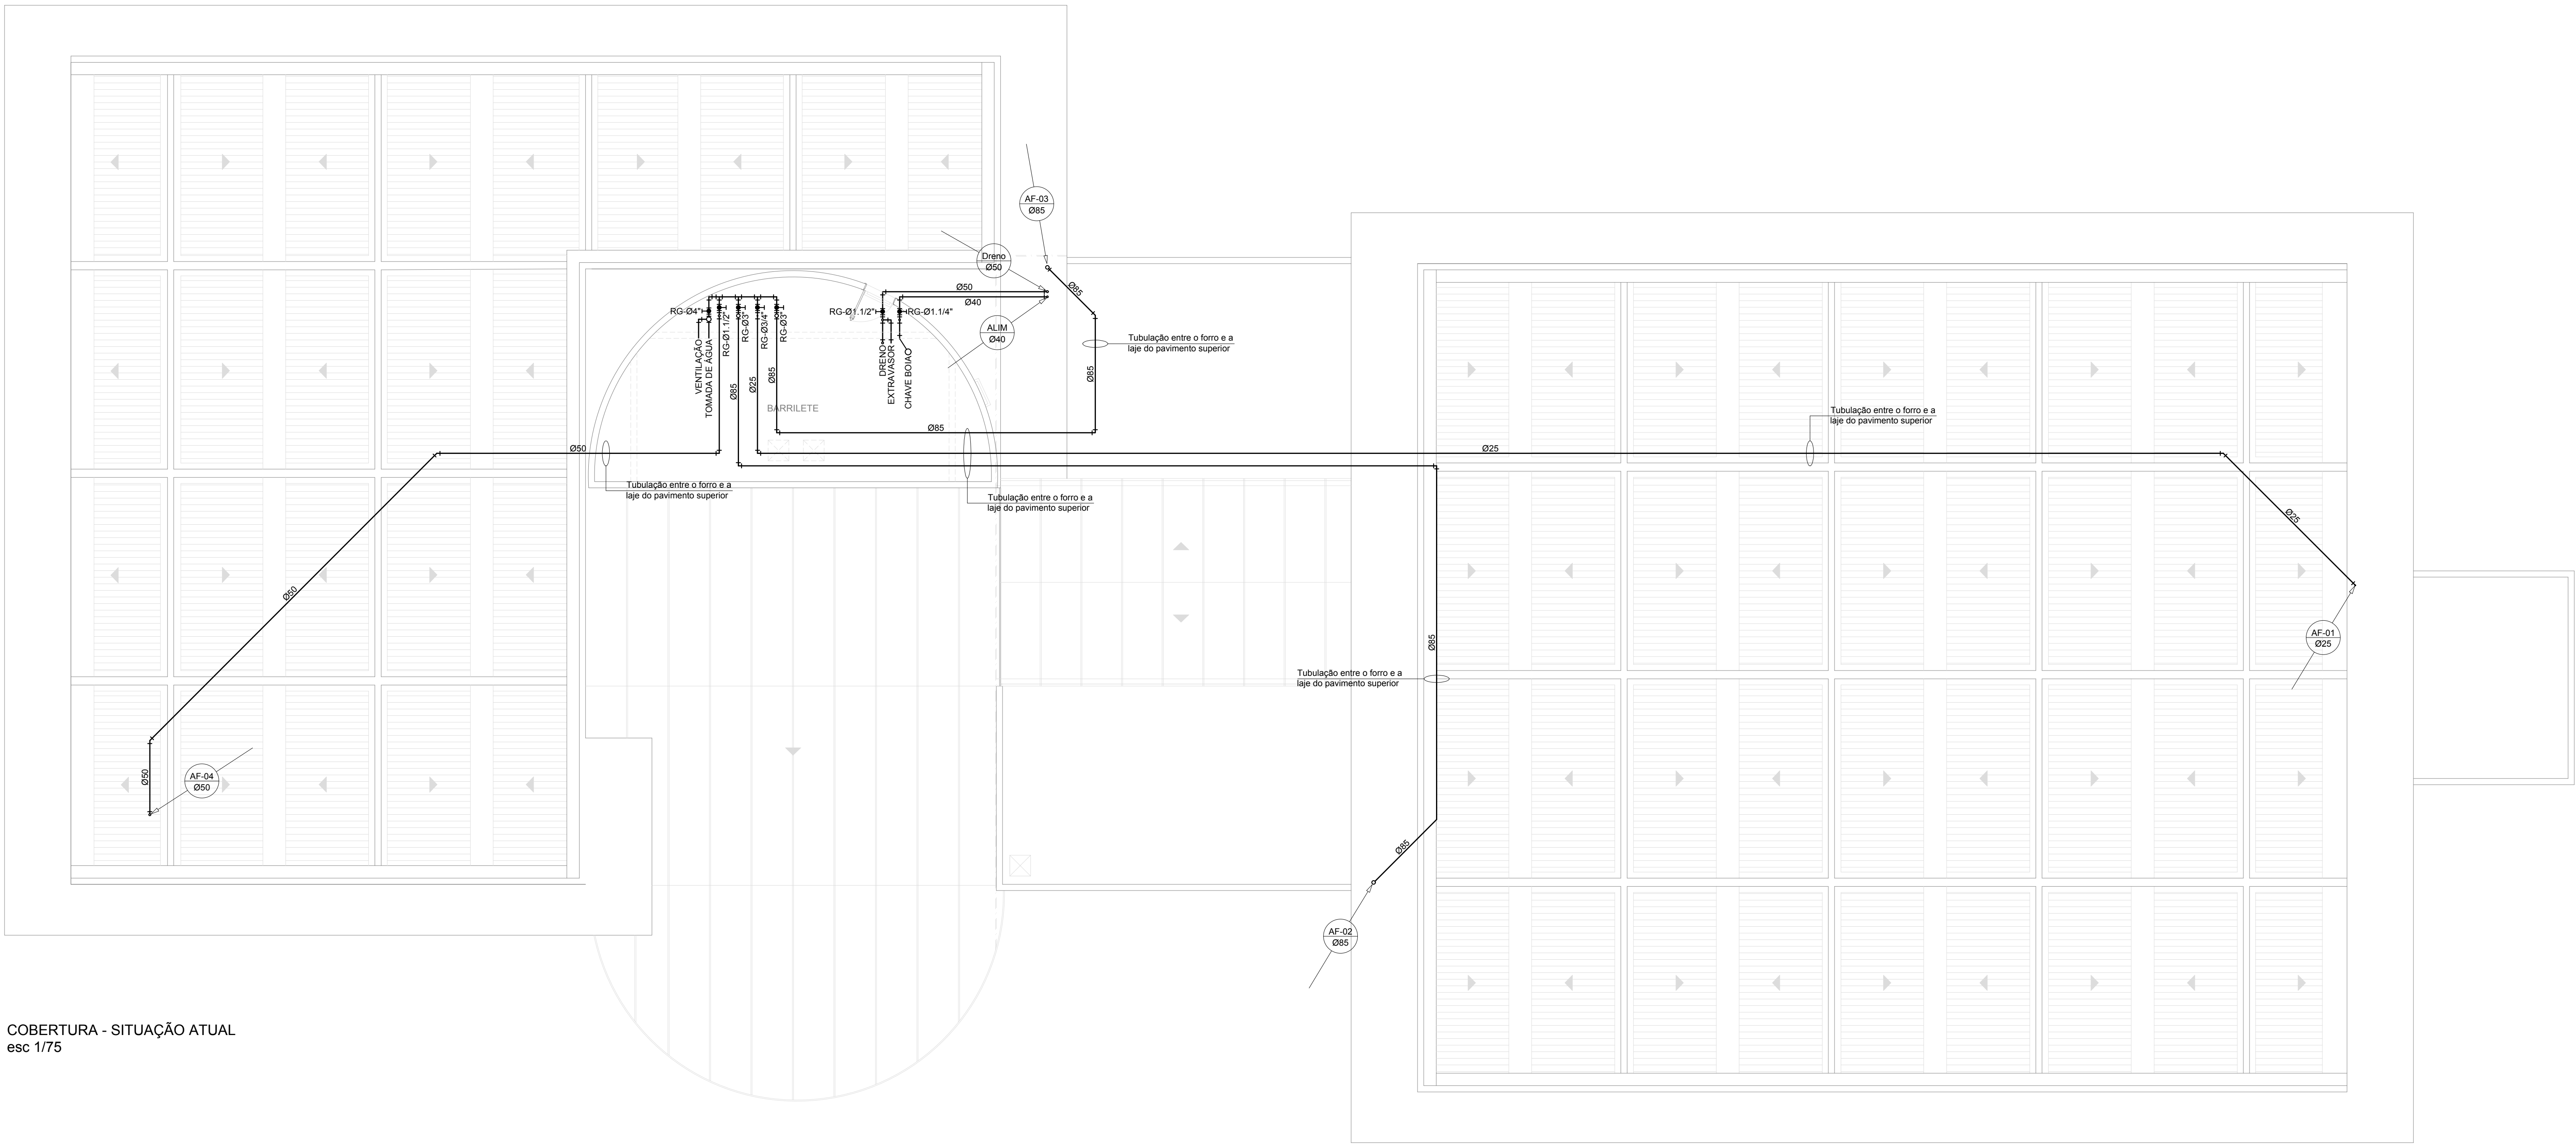 AF-03
Ø85
Dreno
Ø50
Ø85
Ø50
Ø40
RG-Ø4"
RG-Ø1.1/2"
RG-Ø3"
RG-Ø3/4"
RG-Ø3"
RG-Ø1.1/2"
RG-Ø1.1/4"
ALIM
Ø40
VENTILAÇÃO
TOMADA DE ÁGUA
Ø85
Ø25
Ø85
DRENO
EXTRAVASOR
CHAVE BOIA
Tubulação entre o forro e a
laje do pavimento superior
Ø85
BARRILETE
Ø85
Tubulação entre o forro e a
laje do pavimento superior
Ø50
Ø25
Tubulação entre o forro e a
laje do pavimento superior
Tubulação entre o forro e a
laje do pavimento superior
Ø25
Ø50
AF-01
Ø25
Ø85
Tubulação entre o forro e a
laje do pavimento superior
Ø50
AF-04
Ø50
Ø85
AF-02
Ø85
COBERTURA - SITUAÇÃO ATUAL
esc 1/75